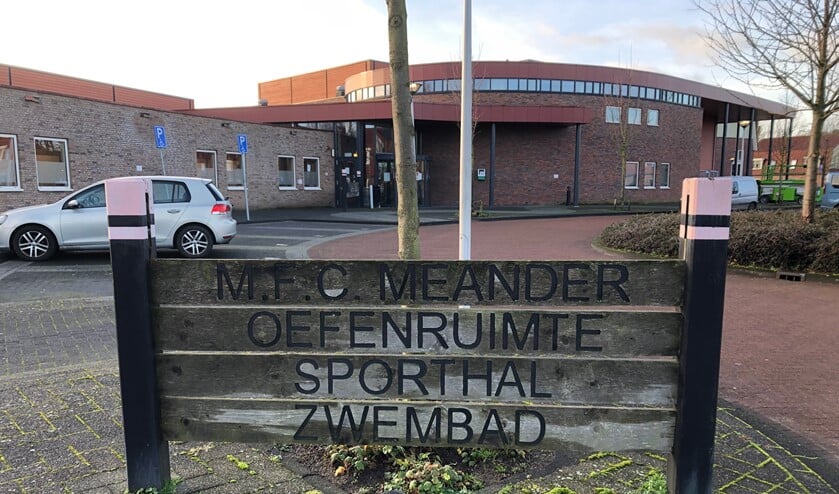 M.F.C. MEANDER
OEFENRUIMTE
SPORTHAL
ZWEMBAD
P
P